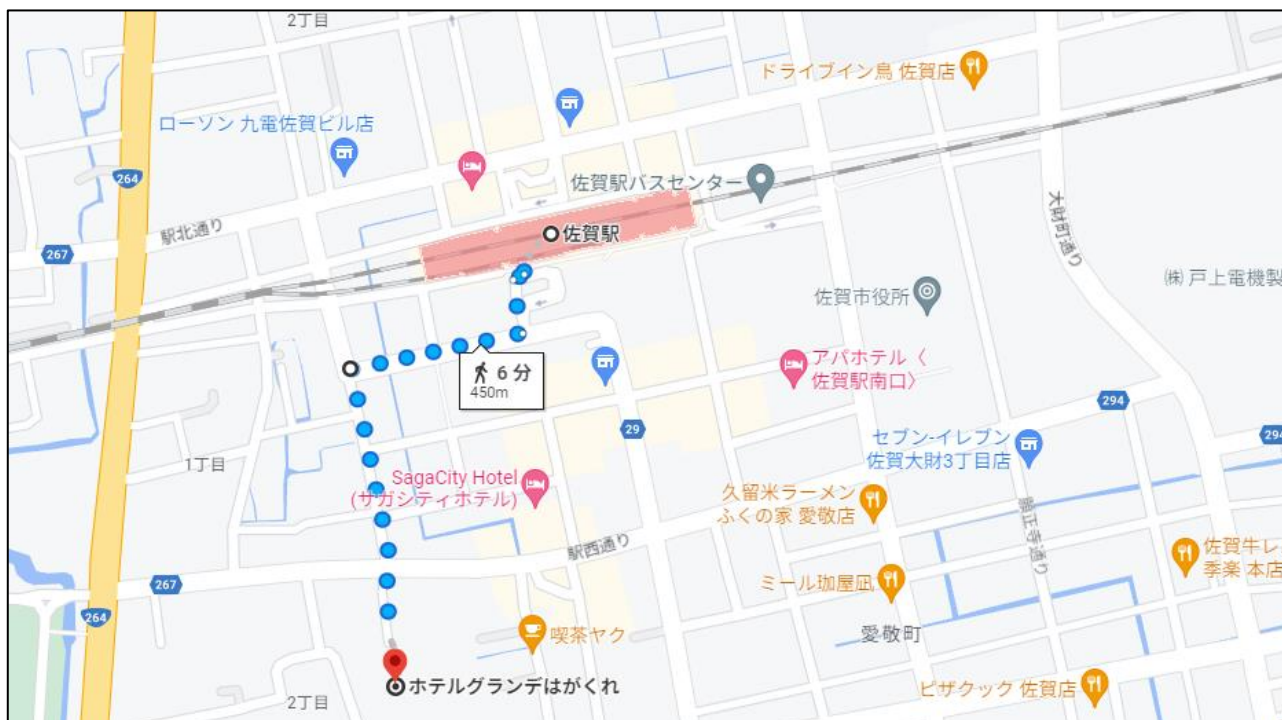 2丁目
ドライブイン鳥 佐賀店
ローソン 九電佐賀ビル店
264
佐賀駅バスセンター
大財町通り
駅北通り
267
佐賀駅
(株) 戸上電機製
佐賀市役所
6 分
450m
アパホテル〈
佐賀駅南口〉
294
29
294
セブン-イレブン
佐賀大財3丁目店
1丁目
SagaCity Hotel
(サガシティホテル)
久留米ラーメン
ふくの家 愛敬店
願正寺通り
駅西通り
佐賀牛レ
季楽 本店
267
ミール珈屋凪
264
喫茶ヤク
愛敬町
ホテルグランデはがくれ
2丁目
ピザクック 佐賀店